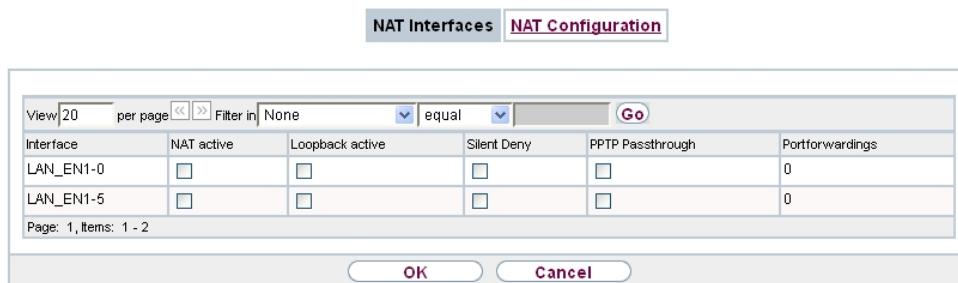 NAT Interfaces NAT Configuration
View 20 per page << >> Filter in None equal Go
Interface NAT active Loopback active Silent Deny PPTP Passthrough Portforwardings
LAN_EN1-0 0
LAN_EN1-5 0
Page: 1, Items: 1 - 2
OK Cancel